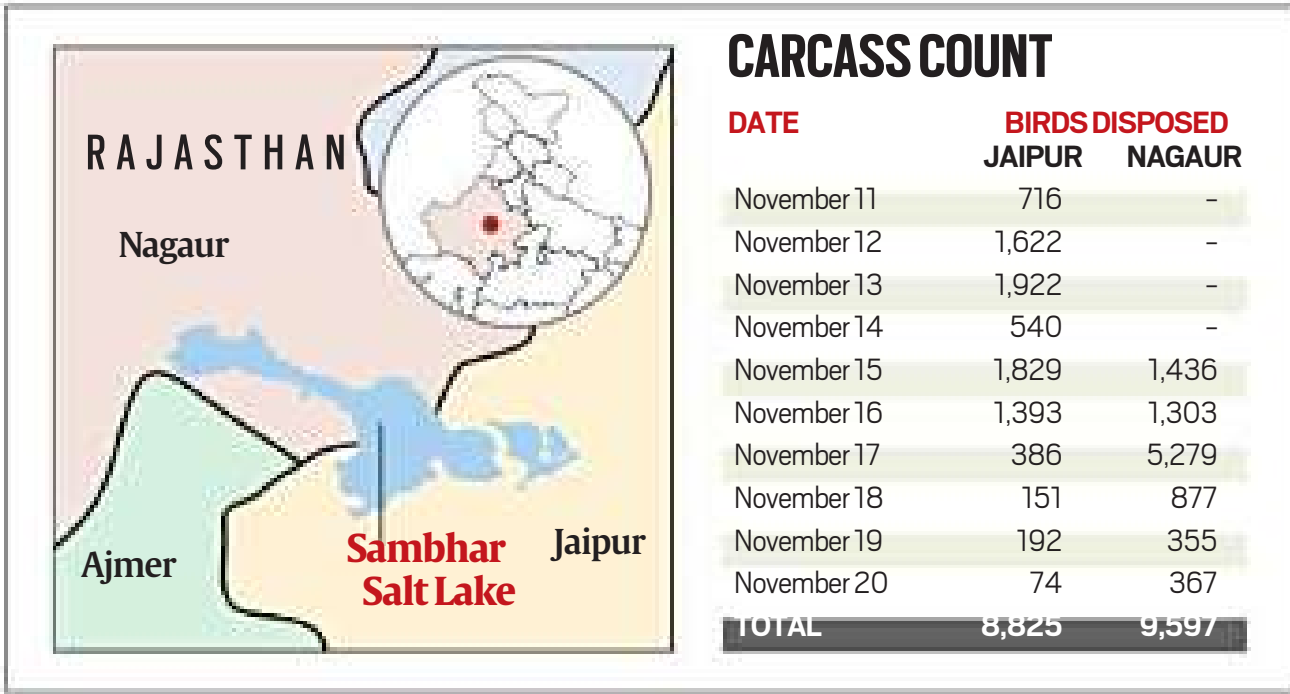 RAJASTHAN
Nagaur
Ajmer
Sambhar
Salt Lake
Jaipur
CARCASS COUNT
DATE BIRDS DISPOSED
JAIPUR NAGAUR
November 11 716 –
November 12 1,622 –
November 13 1,922 –
November 14 540 –
November 15 1,829 1,436
November 16 1,393 1,303
November 17 386 5,279
November 18 151 877
November 19 192 355
November 20 74 367
TOTAL 8,825 9,597